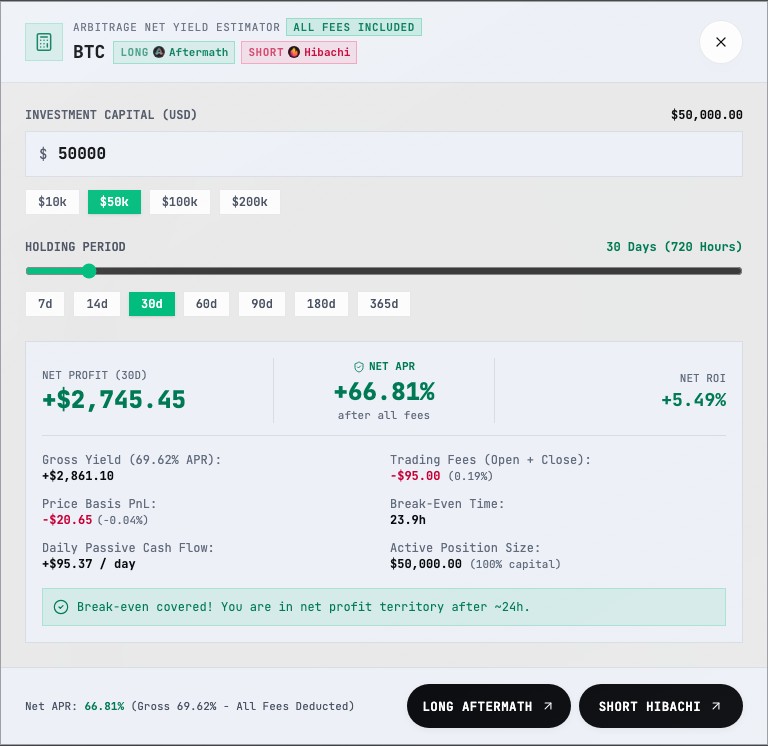 ARBITRAGE NET YIELD ESTIMATOR ALL FEES INCLUDED
BTC LONG Aftermath SHORT Hibachi
INVESTMENT CAPITAL (USD) $50,000.00
$ 50000
$10k $50k $100k $200k
HOLDING PERIOD 30 Days (720 Hours)
7d 14d 30d 60d 90d 180d 365d
NET PROFIT (30D)
+$2,745.45
NET APR
+66.81%
after all fees
NET ROI
+5.49%
Gross Yield (69.62% APR):
+$2,861.10
Trading Fees (Open + Close):
-$95.00 (0.19%)
Price Basis PnL:
-$20.65 (-0.04%)
Break-Even Time:
23.9h
Daily Passive Cash Flow:
+$95.37 / day
Active Position Size:
$50,000.00 (100% capital)
Break-even covered! You are in net profit territory after ~24h.
Net APR: 66.81% (Gross 69.62% - All Fees Deducted)
LONG AFTERMATH
SHORT HIBACHI